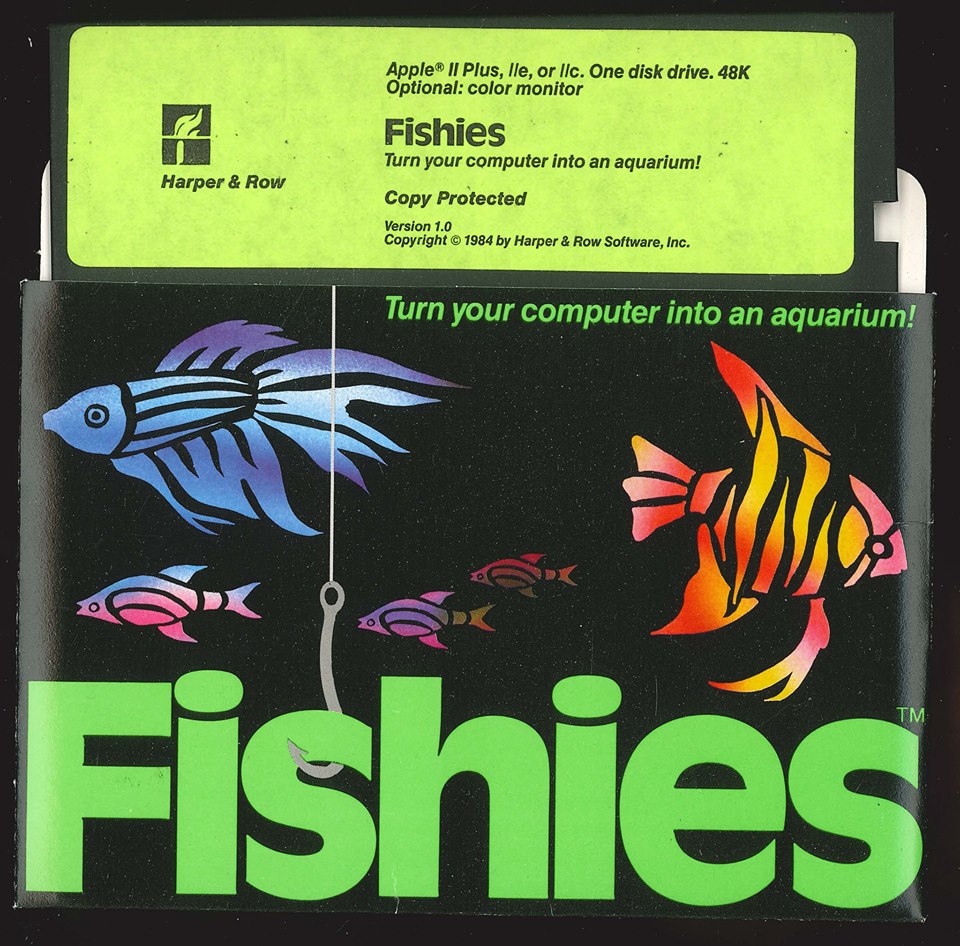 Apple® II Plus, IIe, or IIc. One disk drive. 48K
Optional: color monitor
Fishies
Turn your computer into an aquarium!
Harper & Row
Copy Protected
Version 1.0
Copyright © 1984 by Harper & Row Software, Inc.
Turn your computer into an aquarium!
Fishies™